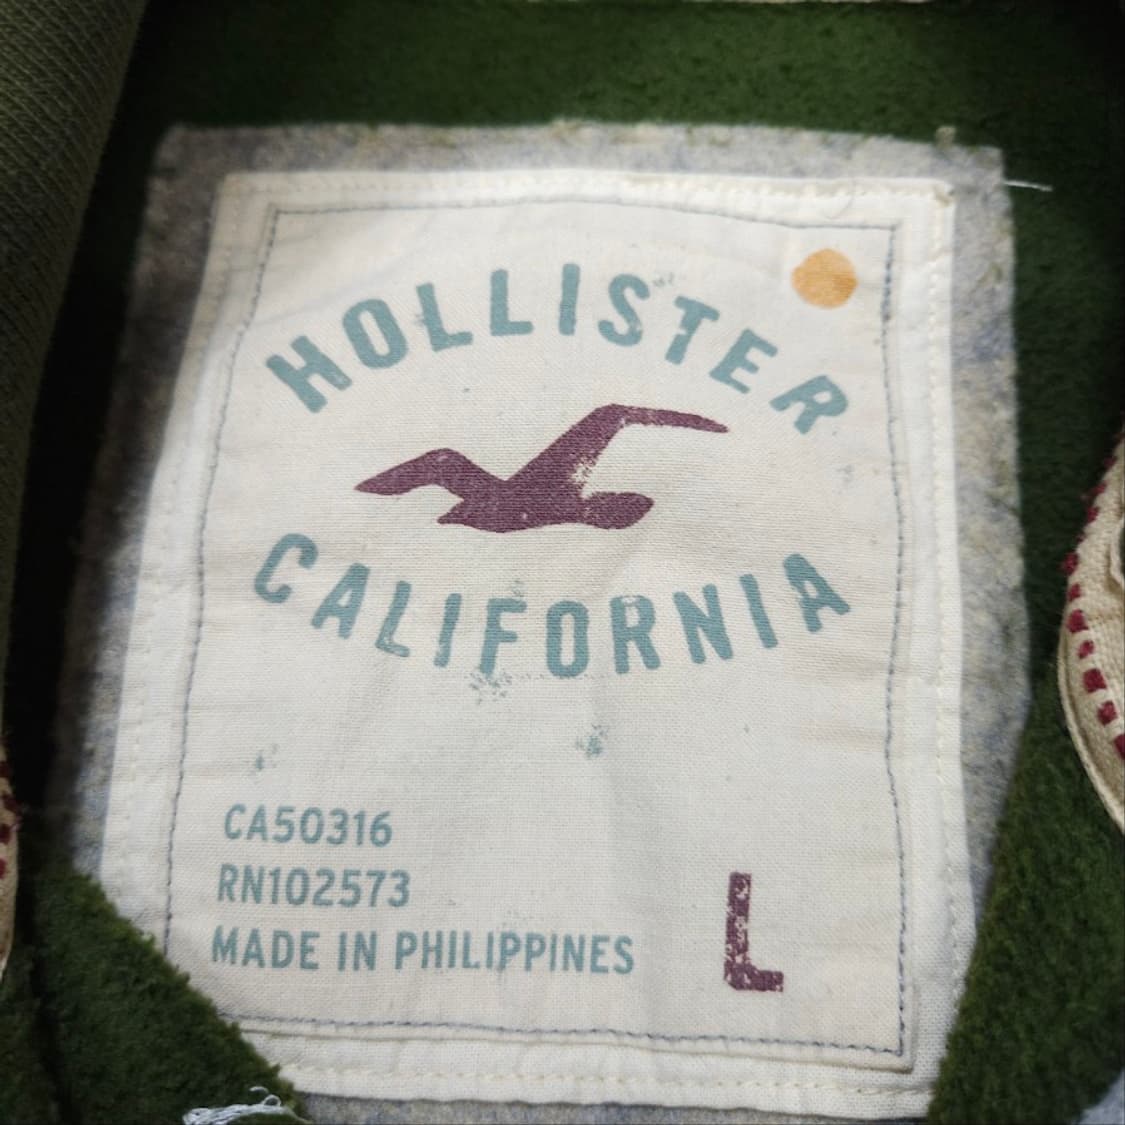 HOLLISTER
CALIFORNIA
CA50316
RN102573
MADE IN PHILIPPINES
L